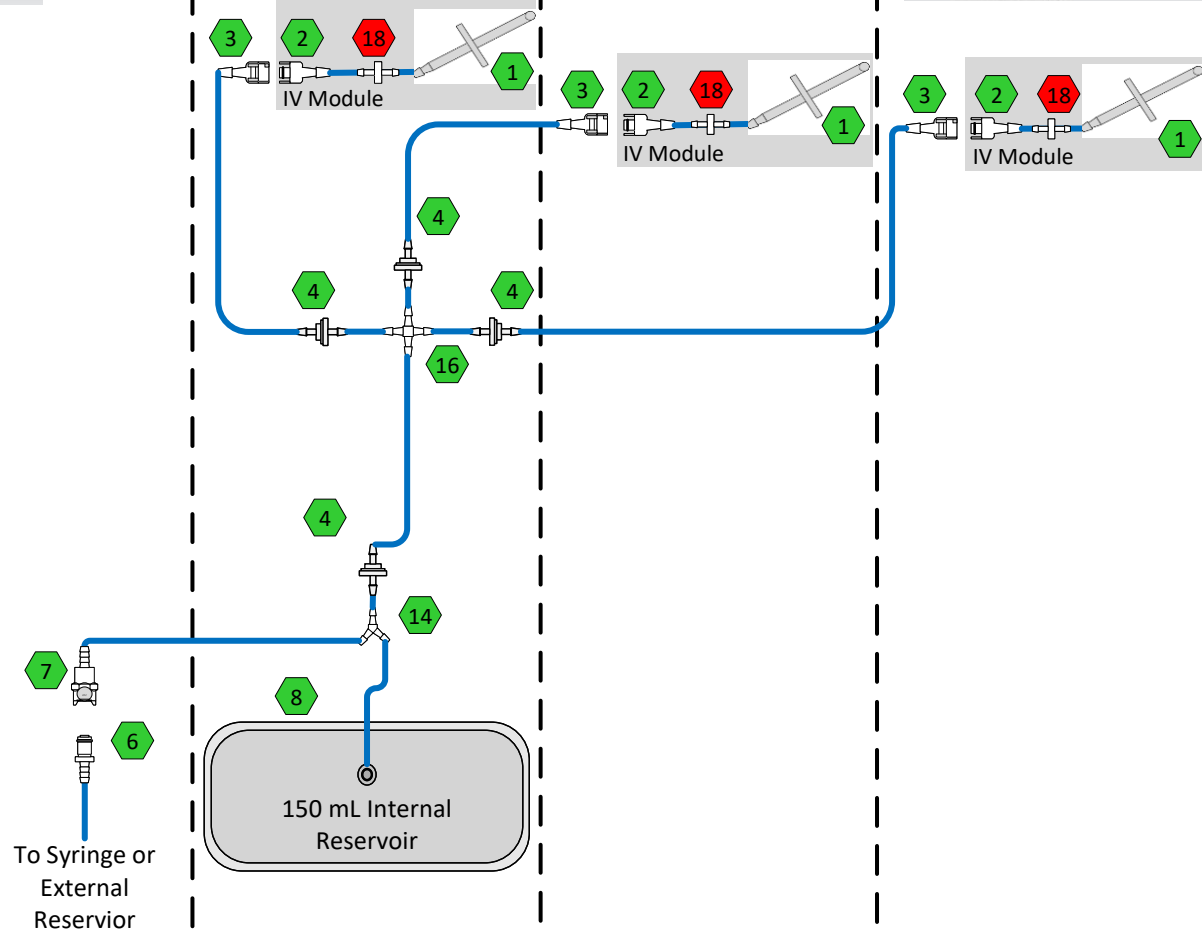 3
2
18
1
IV Module
3
2
18
1
IV Module
3
2
18
1
IV Module
4
4
4
16
4
14
7
8
6
150 mL Internal
Reservoir
To Syringe or
External
Reservior